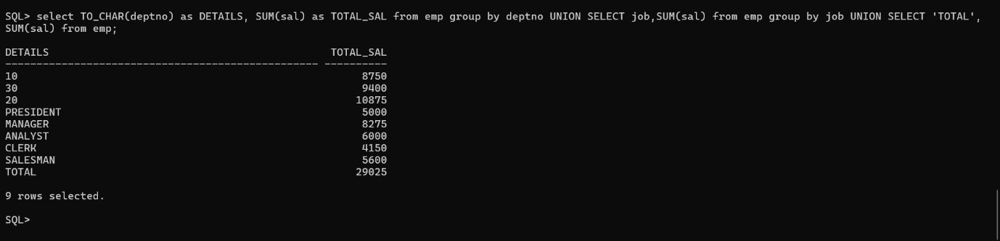 SQL> select TO_CHAR(deptno) as DETAILS, SUM(sal) as TOTAL_SAL from emp group by deptno UNION SELECT job,SUM(sal) from emp group by job UNION SELECT 'TOTAL',
SUM(sal) from emp;
DETAILS                                             TOTAL_SAL
-------------------------------------------------- ----------
10                                                       8750
30                                                       9400
20                                                      10875
PRESIDENT                                                5000
MANAGER                                                  8275
ANALYST                                                  6000
CLERK                                                    4150
SALESMAN                                                 5600
TOTAL                                                   29025
9 rows selected.
SQL>